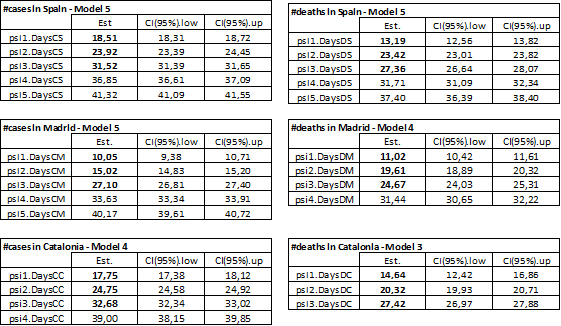 #cases in Spain - Model 5
Est. CI(95%).low CI(95%).up
psi1.DaysCS 18,51 18,31 18,72
psi2.DaysCS 23,92 23,39 24,45
psi3.DaysCS 31,52 31,39 31,65
psi4.DaysCS 36,85 36,61 37,09
psi5.DaysCS 41,32 41,09 41,55
#deaths in Spain - Model 5
Est. CI(95%).low CI(95%).up
psi1.DaysDS 13,19 12,56 13,82
psi2.DaysDS 23,42 23,01 23,82
psi3.DaysDS 27,36 26,64 28,07
psi4.DaysDS 31,71 31,09 32,34
psi5.DaysDS 37,40 36,39 38,40
#cases in Madrid - Model 5
Est. CI(95%).low CI(95%).up
psi1.DaysCM 10,05 9,38 10,71
psi2.DaysCM 15,02 14,83 15,20
psi3.DaysCM 27,10 26,81 27,40
psi4.DaysCM 33,63 33,34 33,91
psi5.DaysCM 40,17 39,61 40,72
#deaths in Madrid - Model 4
Est. CI(95%).low CI(95%).up
psi1.DaysDM 11,02 10,42 11,61
psi2.DaysDM 19,61 18,89 20,32
psi3.DaysDM 24,67 24,03 25,31
psi4.DaysDM 31,44 30,65 32,22
#cases in Catalonia - Model 4
Est. CI(95%).low CI(95%).up
psi1.DaysCC 17,75 17,38 18,12
psi2.DaysCC 24,75 24,58 24,92
psi3.DaysCC 32,68 32,34 33,02
psi4.DaysCC 39,00 38,15 39,85
#deaths in Catalonia - Model 3
Est. CI(95%).low CI(95%).up
psi1.DaysDC 14,64 12,42 16,86
psi2.DaysDC 20,32 19,93 20,71
psi3.DaysDC 27,42 26,97 27,88